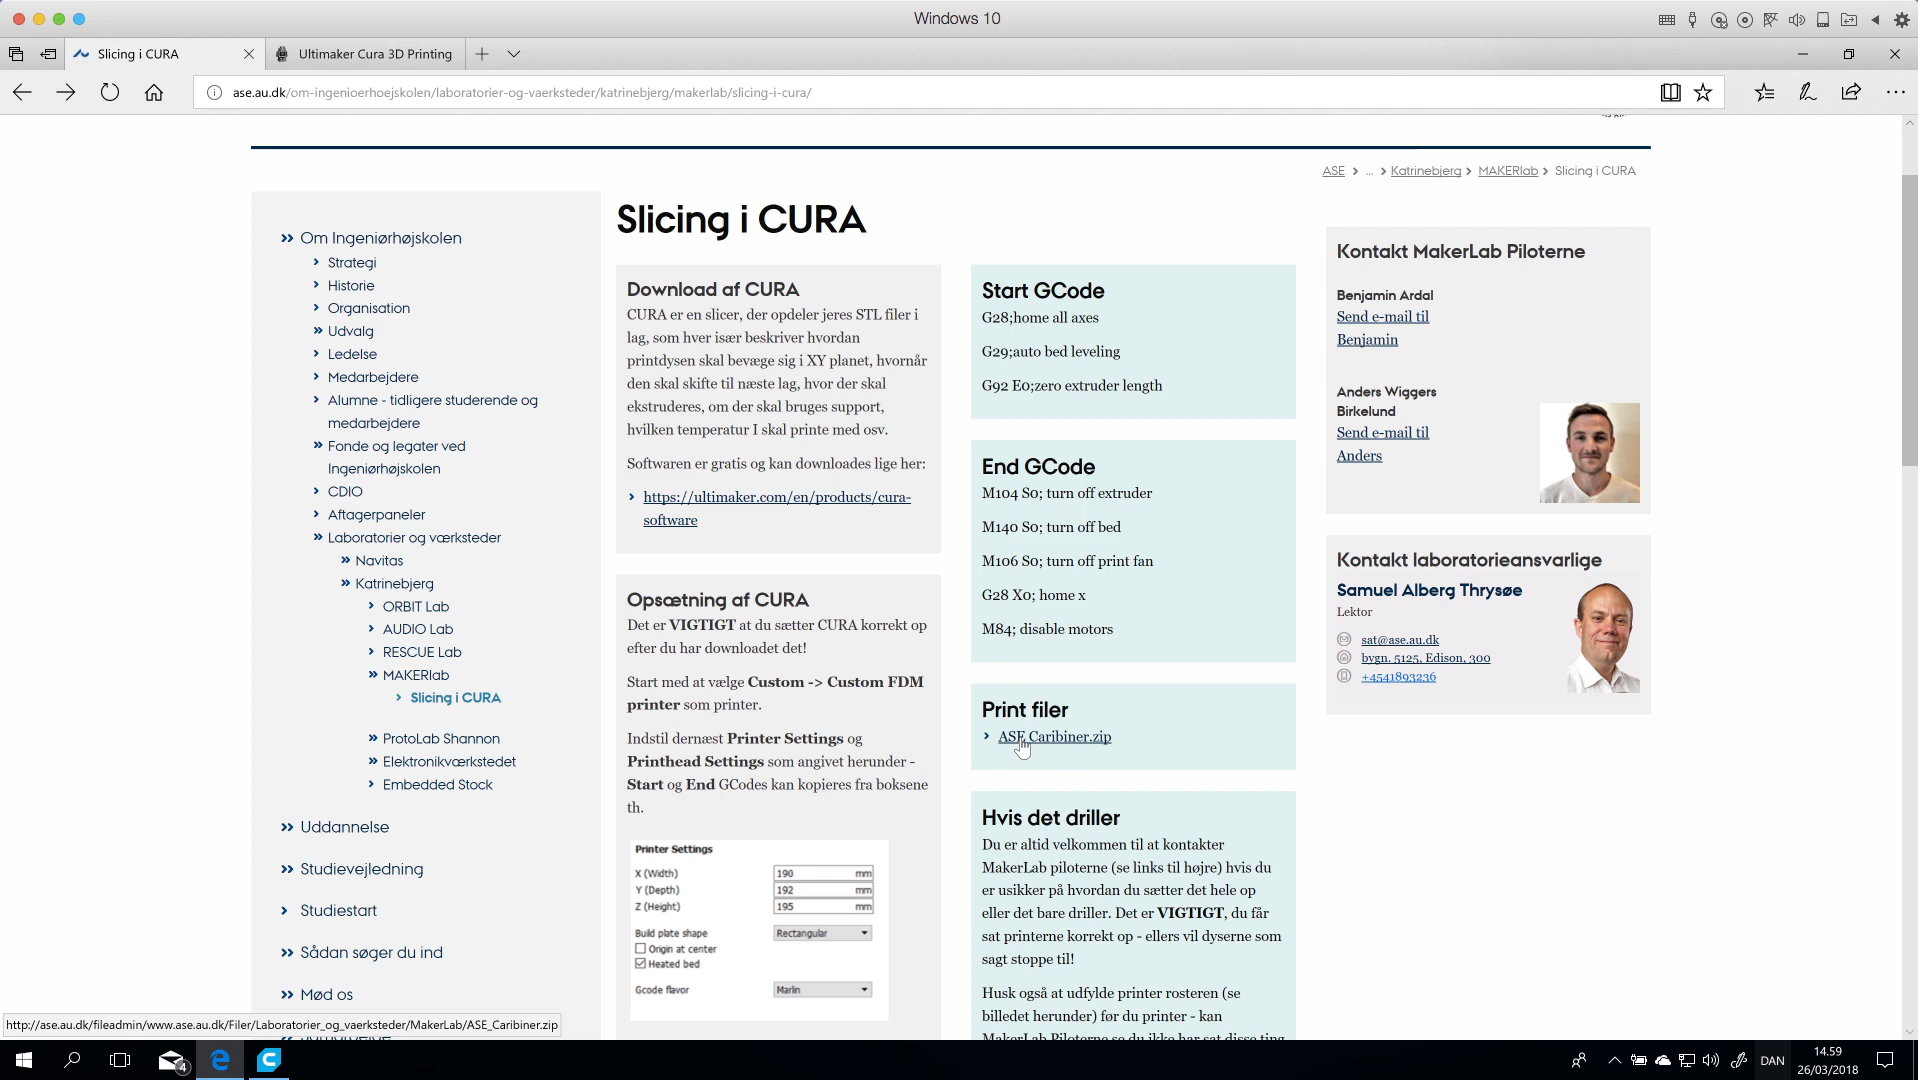 Windows 10
Slicing i CURA
Ultimaker Cura 3D Printing
ase.au.dk/om-ingenioerhoejskolen/laboratorier-og-vaerksteder/katrinebjerg/makerlab/slicing-i-cura/
ASE > ... > Katrinebjerg > MAKERlab > Slicing i CURA
Om Ingeniørhøjskolen
Strategi
Historie
Organisation
Udvalg
Ledelse
Medarbejdere
Alumne - tidligere studerende og
medarbejdere
Fonde og legater ved
Ingeniørhøjskolen
CDIO
Aftagerpaneler
Laboratorier og værksteder
Navitas
Katrinebjerg
ORBIT Lab
AUDIO Lab
RESCUE Lab
MAKERlab
Slicing i CURA
ProtoLab Shannon
Elektronikværkstedet
Embedded Stock
Uddannelse
Studievejledning
Studiestart
Sådan søger du ind
Mød os
Slicing i CURA
Download af CURA
CURA er en slicer, der opdeler jeres STL filer i
lag, som hver især beskriver hvordan
printdysen skal bevæge sig i XY planet, hvornår
den skal skifte til næste lag, hvor der skal
ekstruderes, om der skal bruges support,
hvilken temperatur I skal printe med osv.
Softwaren er gratis og kan downloades lige her:
https://ultimaker.com/en/products/cura-
software
Opsætning af CURA
Det er VIGTIGT at du sætter CURA korrekt op
efter du har downloadet det!
Start med at vælge Custom -> Custom FDM
printer som printer.
Indstil dernæst Printer Settings og
Printhead Settings som angivet herunder -
Start og End GCodes kan kopieres fra boksene
th.
Printer Settings
X (Width) 190 mm
Y (Depth) 192 mm
Z (Height) 195 mm
Build plate shape Rectangular
Origin at center
Heated bed
Gcode flavor Marlin
Start GCode
G28;home all axes
G29;auto bed leveling
G92 E0;zero extruder length
End GCode
M104 S0; turn off extruder
M140 S0; turn off bed
M106 S0; turn off print fan
G28 X0; home x
M84; disable motors
Print filer
ASE Caribiner.zip
Hvis det driller
Du er altid velkommen til at kontakter
MakerLab piloterne (se links til højre) hvis du
er usikker på hvordan du sætter det hele op
eller det bare driller. Det er VIGTIGT, du får
sat printerne korrekt op - ellers vil dyserne som
sagt stoppe til!
Husk også at udfylde printer rosteren (se
billedet herunder) før du printer - kan
MakerLab Piloterne se du ikke har sat disse ting
Kontakt MakerLab Piloterne
Benjamin Ardal
Send e-mail til
Benjamin
Anders Wiggers
Birkelund
Send e-mail til
Anders
Kontakt laboratorieansvarlige
Samuel Alberg Thrysøe
Lektor
sat@ase.au.dk
bygn. 5125, Edison, 300
+4541893236
http://ase.au.dk/fileadmin/www.ase.au.dk/Filer/Laboratorier_og_vaerksteder/MakerLab/ASE_Caribiner.zip
4
DAN
14.59
26/03/2018